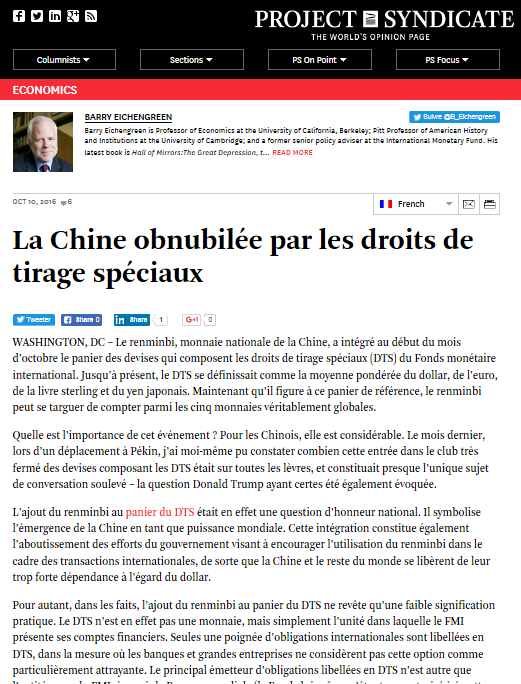 PROJECT SYNDICATE
THE WORLD'S OPINION PAGE
Columnists
Sections
PS On Point
PS Focus
ECONOMICS
BARRY EICHENGREEN
Suivre @B_Eichengreen
Barry Eichengreen is Professor of Economics at the University of California, Berkeley; Pitt Professor of American History
and Institutions at the University of Cambridge; and a former senior policy adviser at the International Monetary Fund. His
latest book is Hall of Mirrors:The Great Depression, t... READ MORE
OCT 10, 2016 6
French
La Chine obnubilée par les droits de
tirage spéciaux
Tweeter
Share 0
Share
1
G+1
0
WASHINGTON, DC – Le renminbi, monnaie nationale de la Chine, a intégré au début du mois
d'octobre le panier des devises qui composent les droits de tirage spéciaux (DTS) du Fonds monétaire
international. Jusqu'à présent, le DTS se définissait comme la moyenne pondérée du dollar, de l'euro,
de la livre sterling et du yen japonais. Maintenant qu'il figure à ce panier de référence, le renminbi
peut se targuer de compter parmi les cinq monnaies véritablement globales.
Quelle est l'importance de cet événement ? Pour les Chinois, elle est considérable. Le mois dernier,
lors d'un déplacement à Pékin, j'ai moi-même pu constater combien cette entrée dans le club très
fermé des devises composant les DTS était sur toutes les lèvres, et constituait presque l'unique sujet
de conversation soulevé – la question Donald Trump ayant certes été également évoquée.
L'ajout du renminbi au panier du DTS était en effet une question d'honneur national. Il symbolise
l'émergence de la Chine en tant que puissance mondiale. Cette intégration constitue également
l'aboutissement des efforts du gouvernement visant à encourager l'utilisation du renminbi dans le
cadre des transactions internationales, de sorte que la Chine et le reste du monde se libèrent de leur
trop forte dépendance à l'égard du dollar.
Pour autant, dans les faits, l'ajout du renminbi au panier du DTS ne revêt qu'une faible signification
pratique. Le DTS n'est en effet pas une monnaie, mais simplement l'unité dans laquelle le FMI
présente ses comptes financiers. Seules une poignée d'obligations internationales sont libellées en
DTS, dans la mesure où les banques et grandes entreprises ne considèrent pas cette option comme
particulièrement attrayante. Le principal émetteur d'obligations libellées en DTS n'est autre que